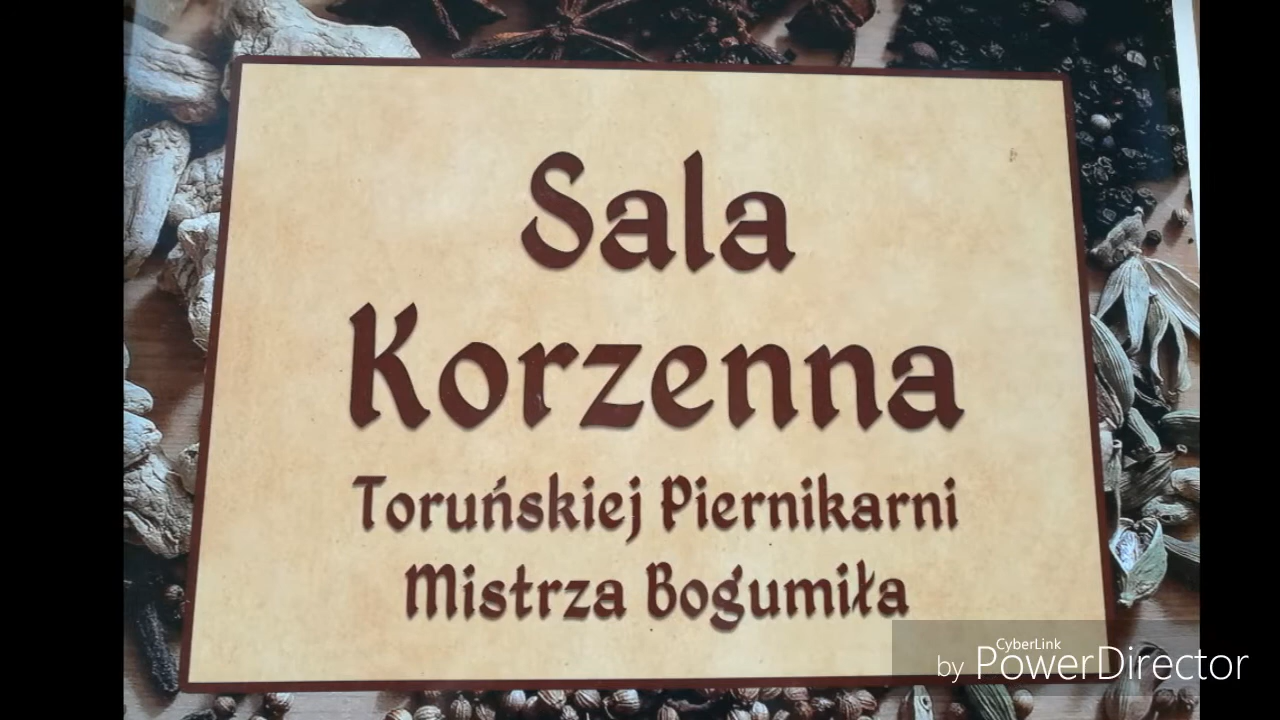 Sala
Korzenna
Toruńskiej Piernikarni
Mistrza Bogumiła
CyberLink
by PowerDirector